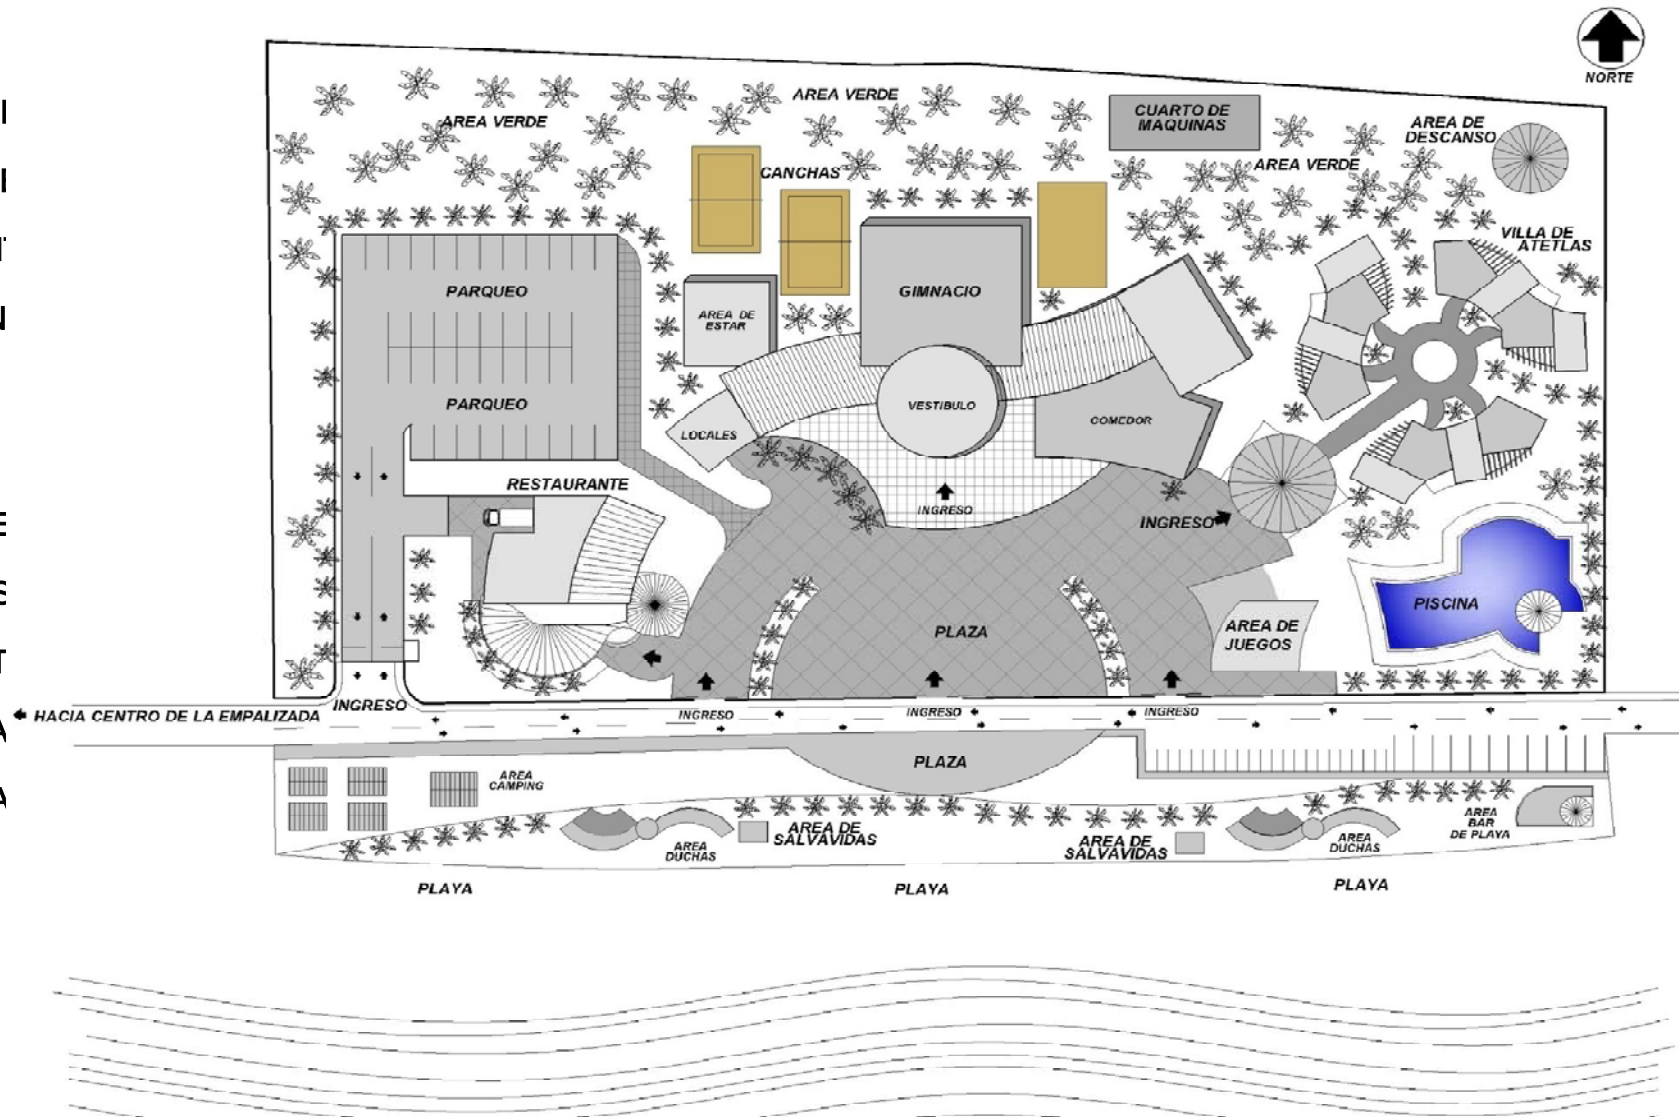 NORTE
AREA VERDE
AREA VERDE
CUARTO DE
MAQUINAS
AREA DE
DESCANSO
AREA VERDE
CANCHAS
VILLA DE
ATETLAS
PARQUEO
GIMNACIO
AREA DE
ESTAR
PARQUEO
VESTIBULO
COMEDOR
LOCALES
RESTAURANTE
INGRESO
INGRESO
PISCINA
PLAZA
AREA DE
JUEGOS
INGRESO
HACIA CENTRO DE LA EMPALIZADA
INGRESO
INGRESO
INGRESO
PLAZA
AREA
CAMPING
AREA DE
SALVAVIDAS
AREA
DUCHAS
AREA DE
SALVAVIDAS
AREA
DUCHAS
AREA
BAR
DE PLAYA
PLAYA
PLAYA
PLAYA